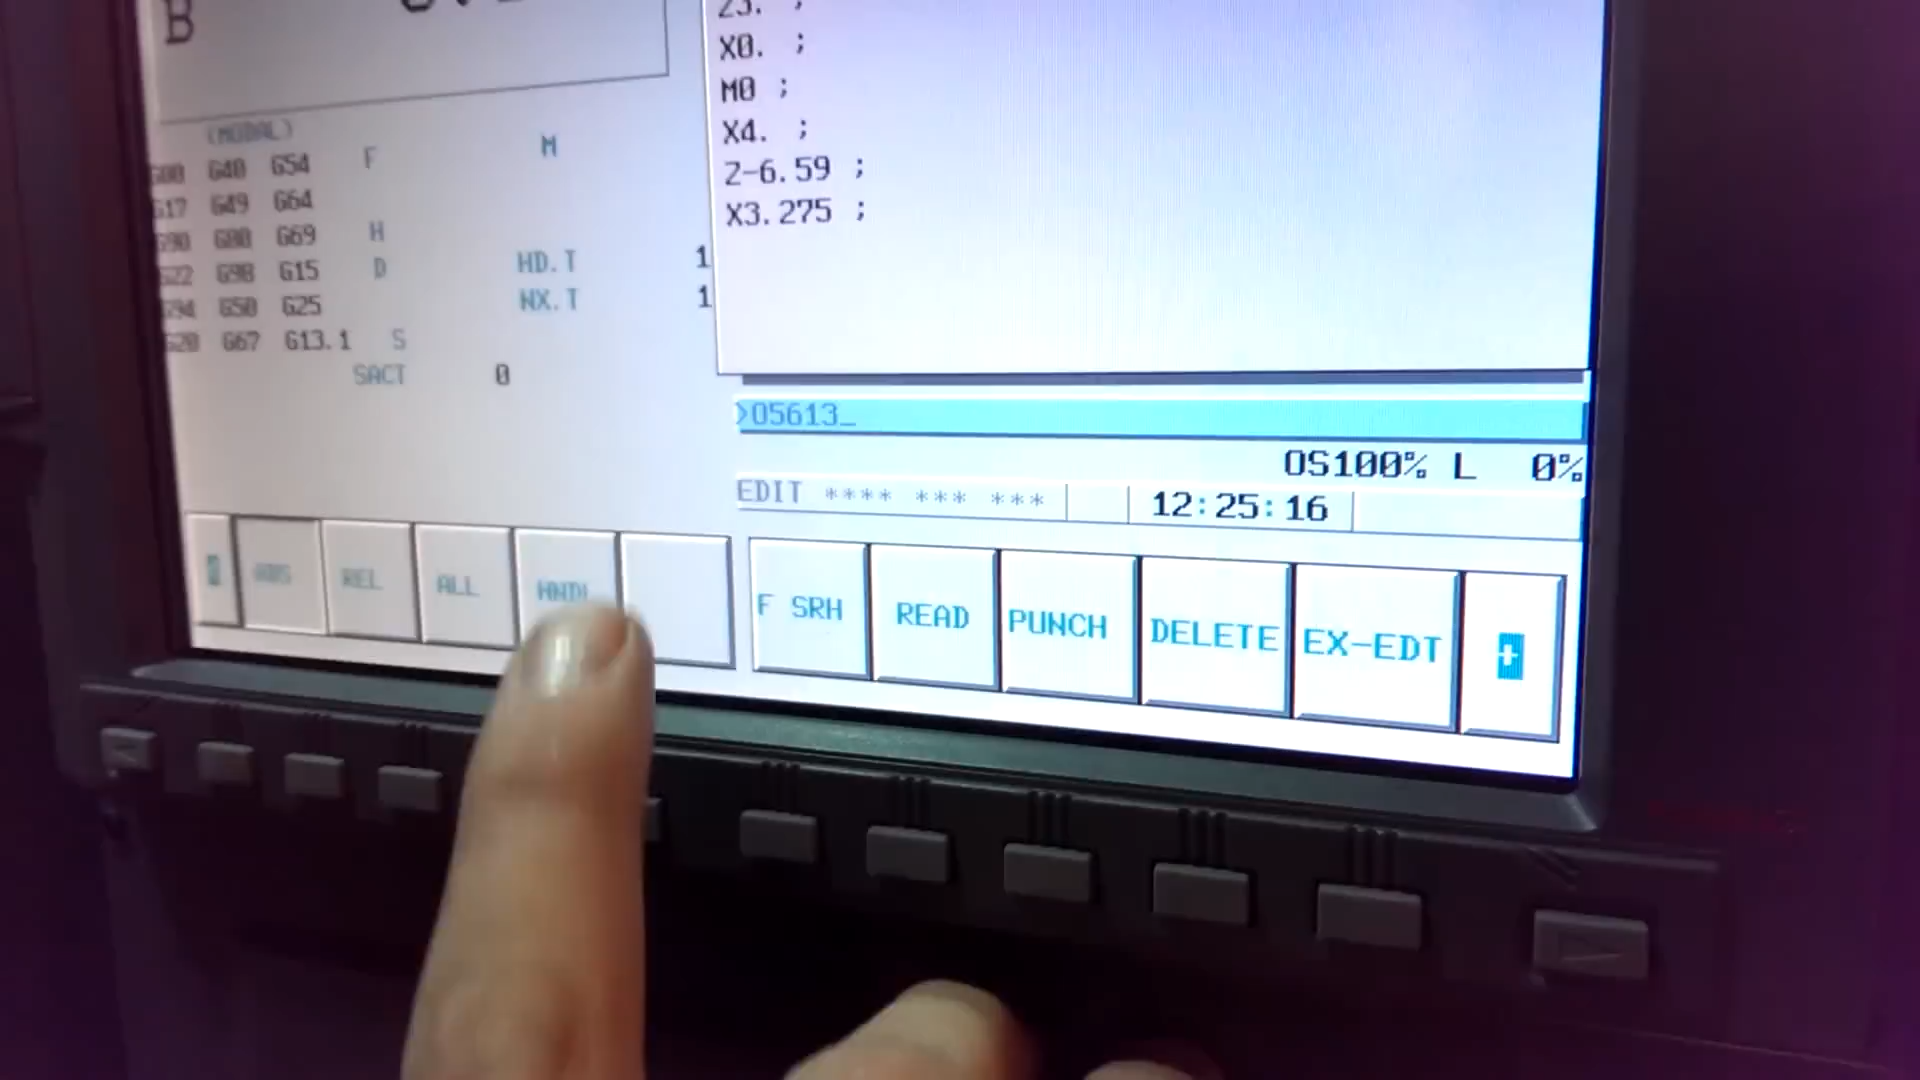 B
(MODAL)
G00 G40 G54 F M
G17 G49 G64
G90 G80 G69 H
G22 G98 G15 D HD.T 1
G94 G50 G25 NX.T 1
G20 G67 G13.1 S
SACT 0
Z3. ;
X0. ;
M0 ;
X4. ;
Z-6.59 ;
X3.275 ;
>O5613_
OS100% L 0%
EDIT **** *** *** 12:25:16
ABS REL ALL HNDL
F SRH READ PUNCH DELETE EX-EDT +